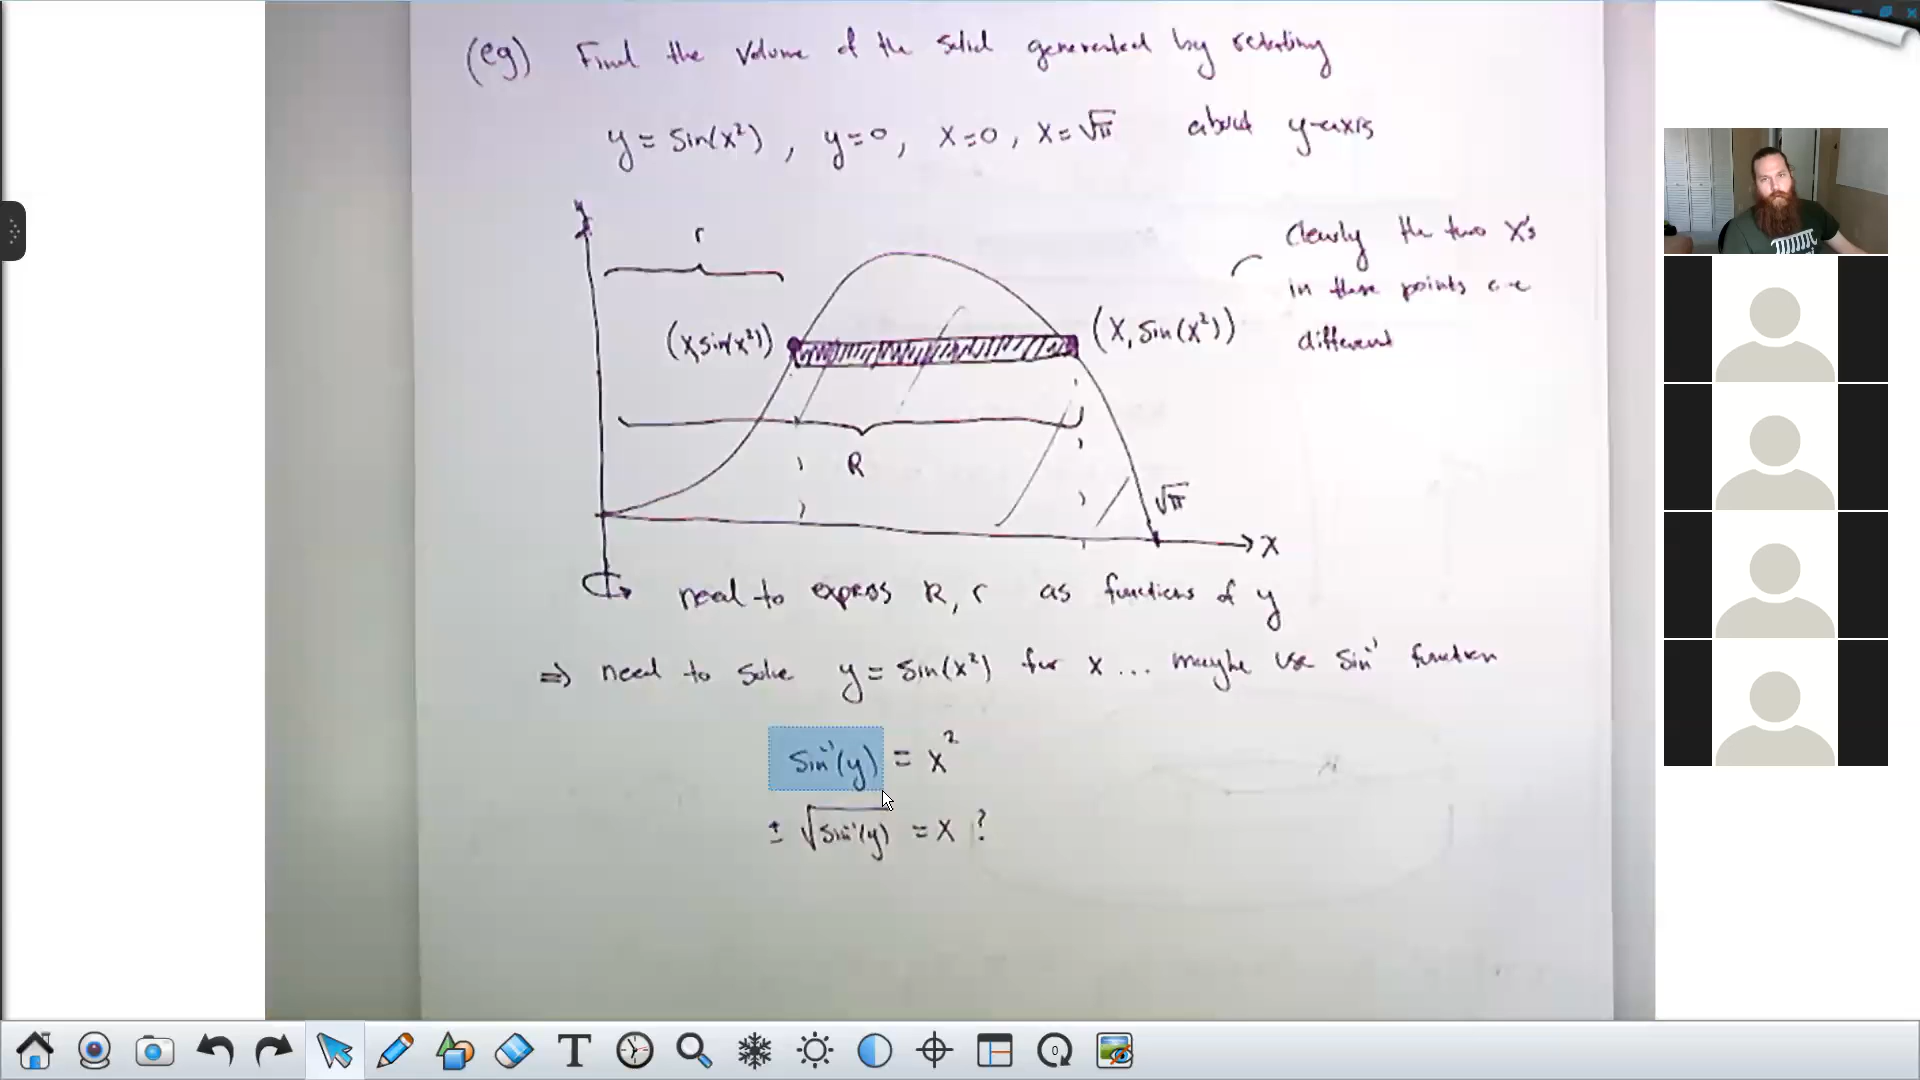 (eg) Find the volume of the solid generated by rotating
y = sin(x²), y=0, x=0, x=√π about y-axis
y
r
Clearly the two x's
in these points are
different
(x, sin(x²))
(x, sin(x²))
R
√π
x
need to express R, r as functions of y
⇒ need to solve y = sin(x²) for x ... maybe use sin⁻¹ function
sin⁻¹(y) = x²
± √sin⁻¹(y) = x ?
T
0